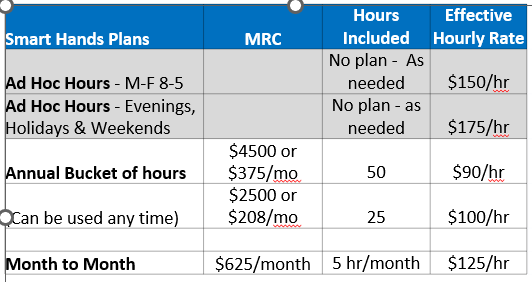 Smart Hands Plans MRC Hours Included Effective Hourly Rate
Ad Hoc Hours - M-F 8-5 No plan - As needed $150/hr
Ad Hoc Hours - Evenings, Holidays & Weekends No plan - as needed $175/hr
Annual Bucket of hours $4500 or $375/mo 50 $90/hr
(Can be used any time) $2500 or $208/mo 25 $100/hr
Month to Month $625/month 5 hr/month $125/hr